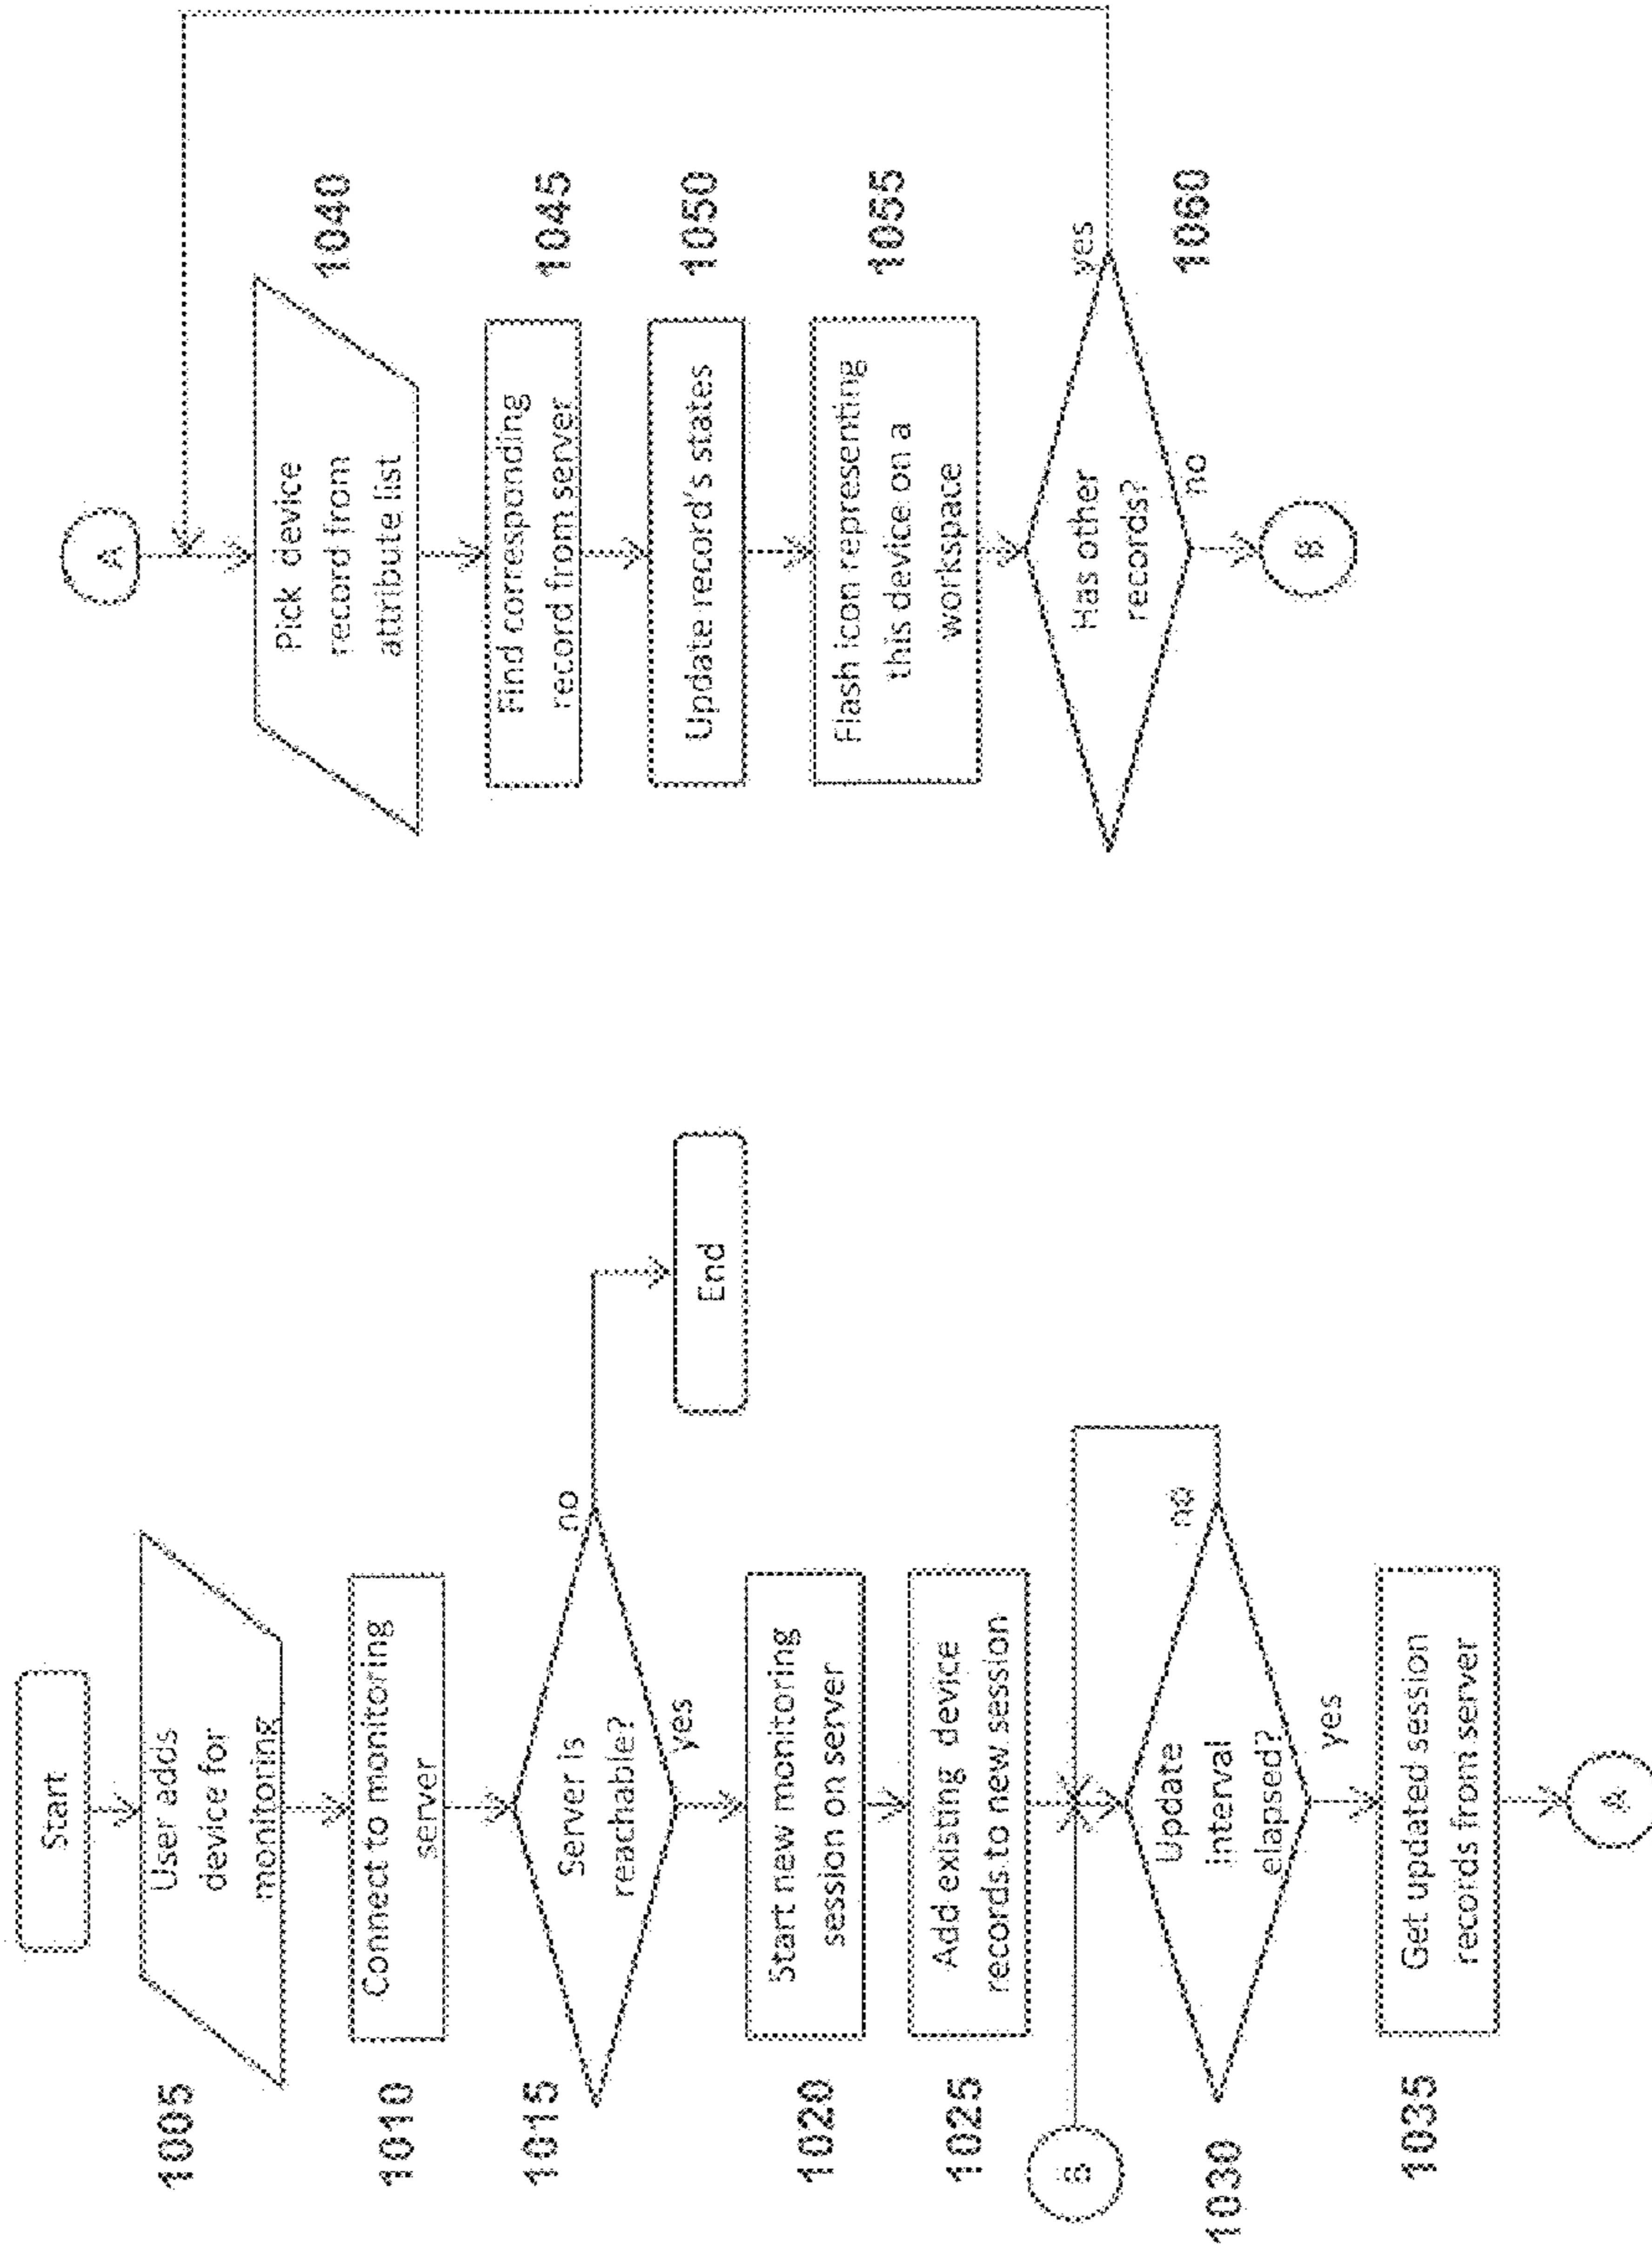 Start
1005
User adds
device for
monitoring
1010
Connect to monitoring
server
1015
Server is
reachable?
no
End
yes
1020
Start new monitoring
session on server
1025
Add existing device
records to new session
B
1030
Update
interval
elapsed?
no
yes
1035
Get updated session
records from server
A
A
Pick device
record from
attribute list
1040
Find corresponding
record from server
1045
Update record's states
1050
Flash icon representing
this device on a
workspace
1055
Has other
records?
yes
1060
no
B